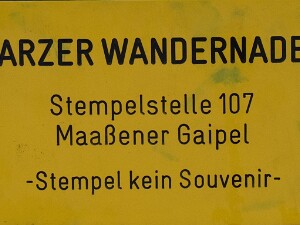 ARZER WANDERNADE
Stempelstelle 107
Maaßener Gaipel
-Stempel kein Souvenir-